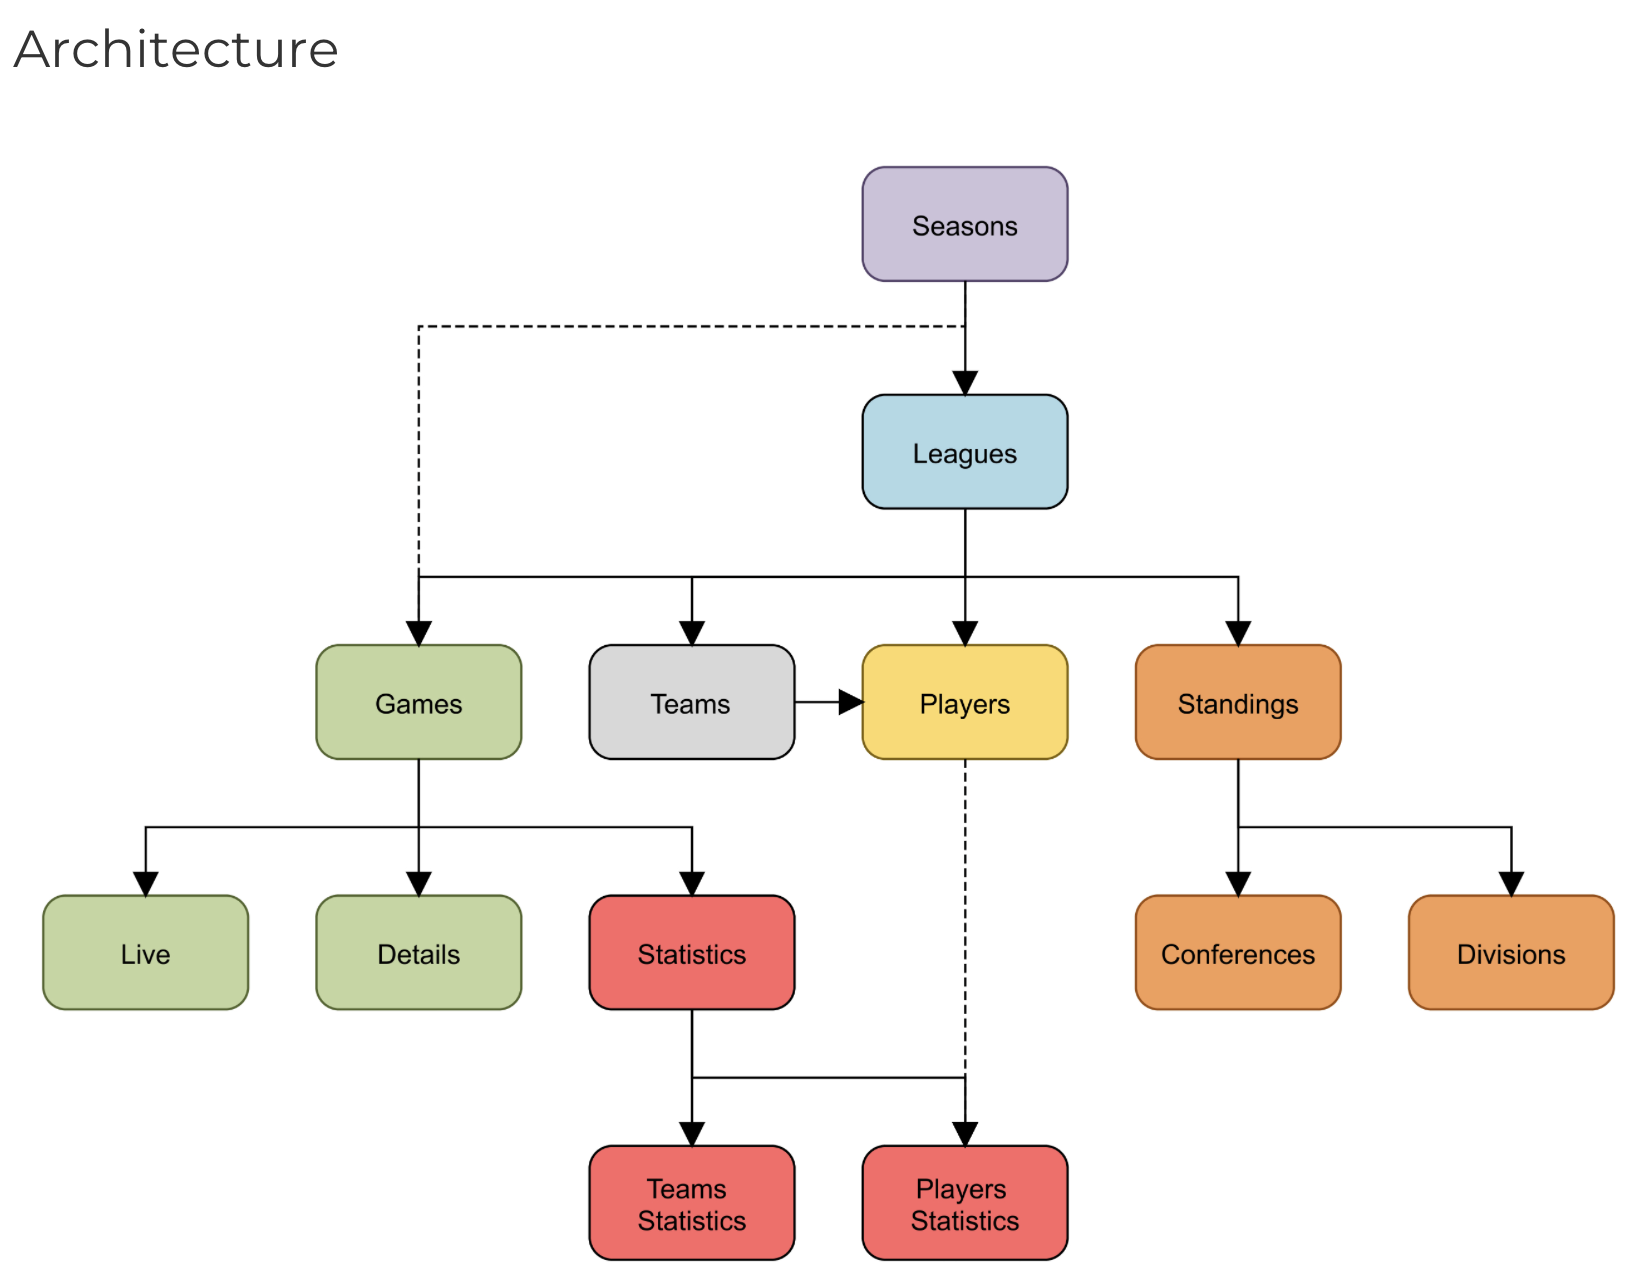 Architecture
Seasons
Leagues
Games
Teams
Players
Standings
Live
Details
Statistics
Conferences
Divisions
Teams
Statistics
Players
Statistics